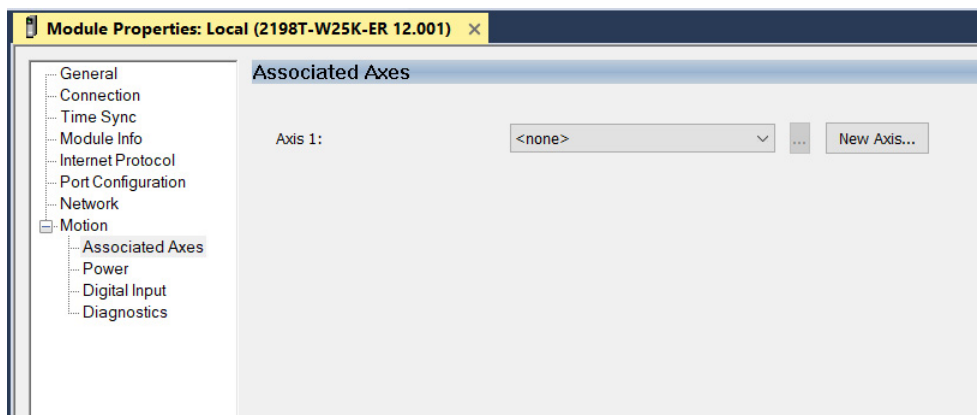 Module Properties: Local (2198T-W25K-ER 12.001) ×
General
Connection
Time Sync
Module Info
Internet Protocol
Port Configuration
Network
Motion
Associated Axes
Power
Digital Input
Diagnostics
Associated Axes
Axis 1: <none> ... New Axis...